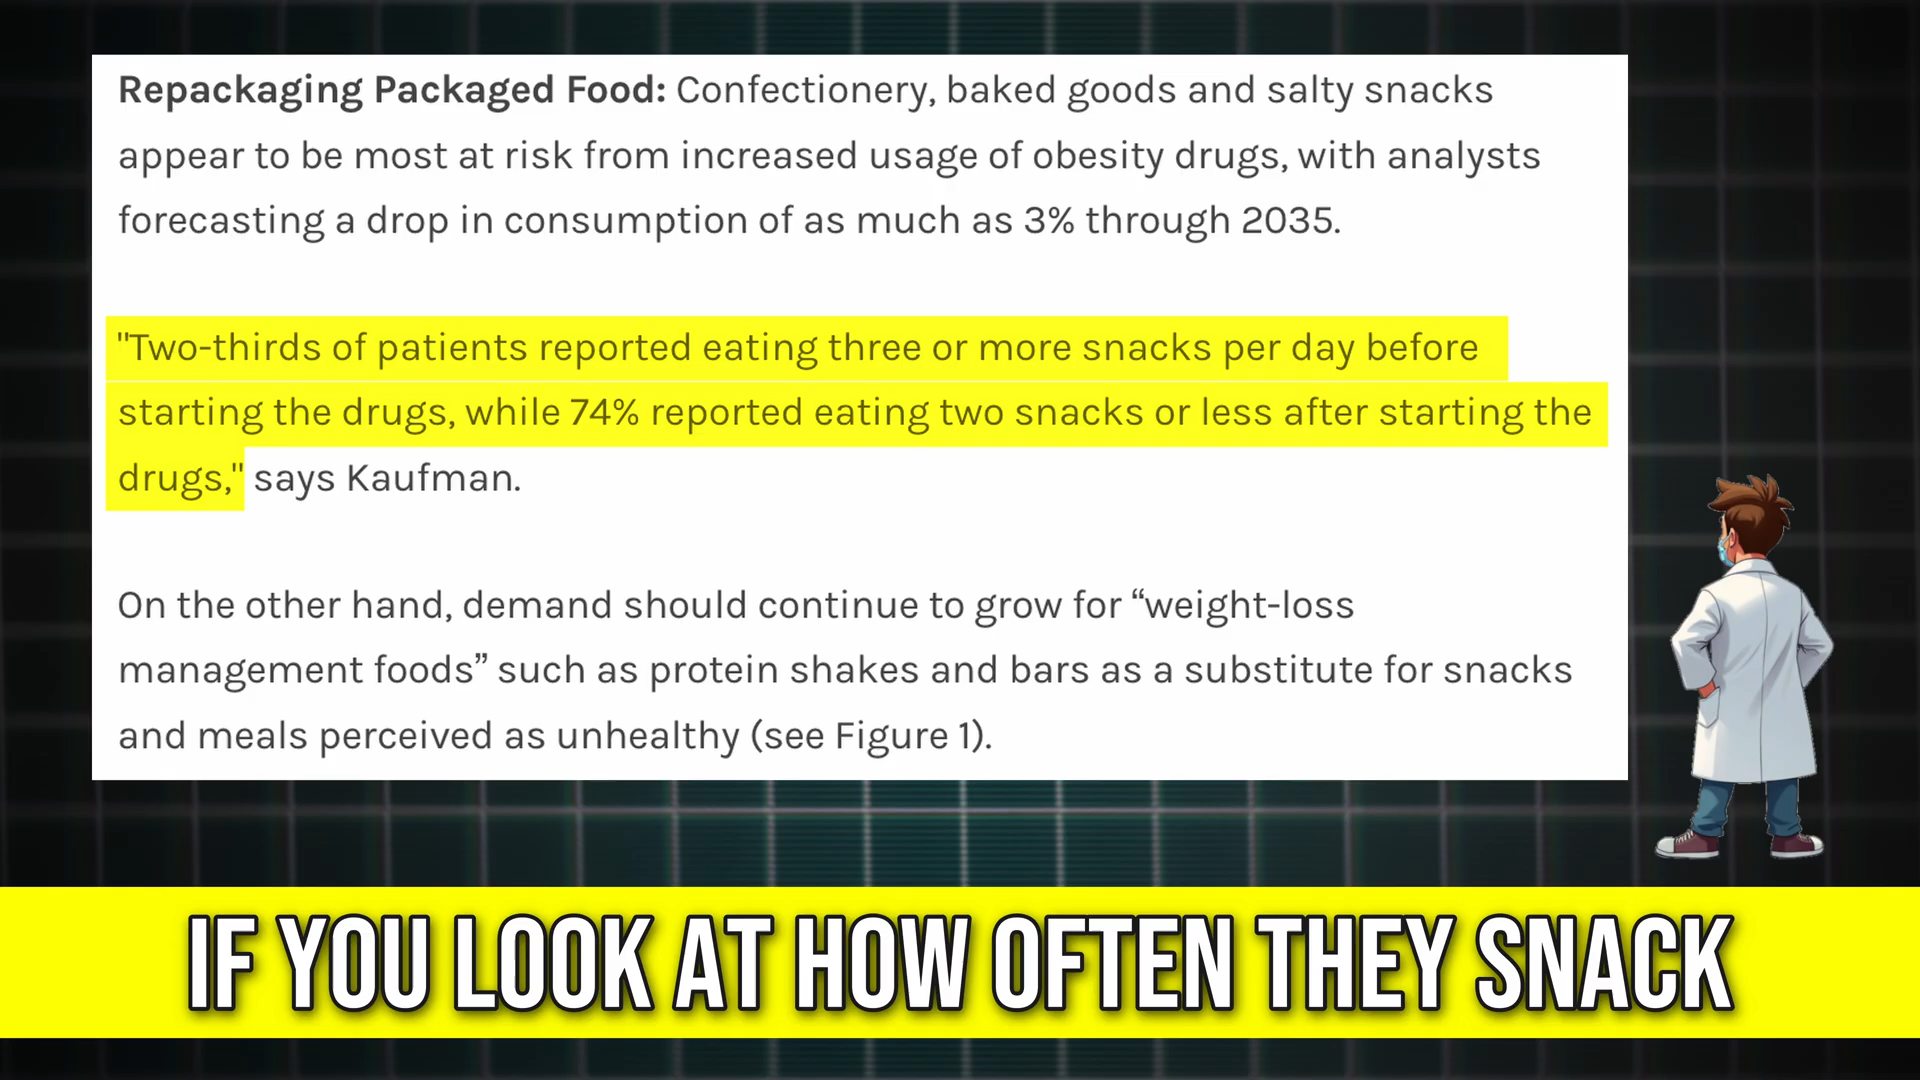 Repackaging Packaged Food: Confectionery, baked goods and salty snacks
appear to be most at risk from increased usage of obesity drugs, with analysts
forecasting a drop in consumption of as much as 3% through 2035.
"Two-thirds of patients reported eating three or more snacks per day before
starting the drugs, while 74% reported eating two snacks or less after starting the
drugs," says Kaufman.
On the other hand, demand should continue to grow for “weight-loss
management foods” such as protein shakes and bars as a substitute for snacks
and meals perceived as unhealthy (see Figure 1).
IF YOU LOOK AT HOW OFTEN THEY SNACK